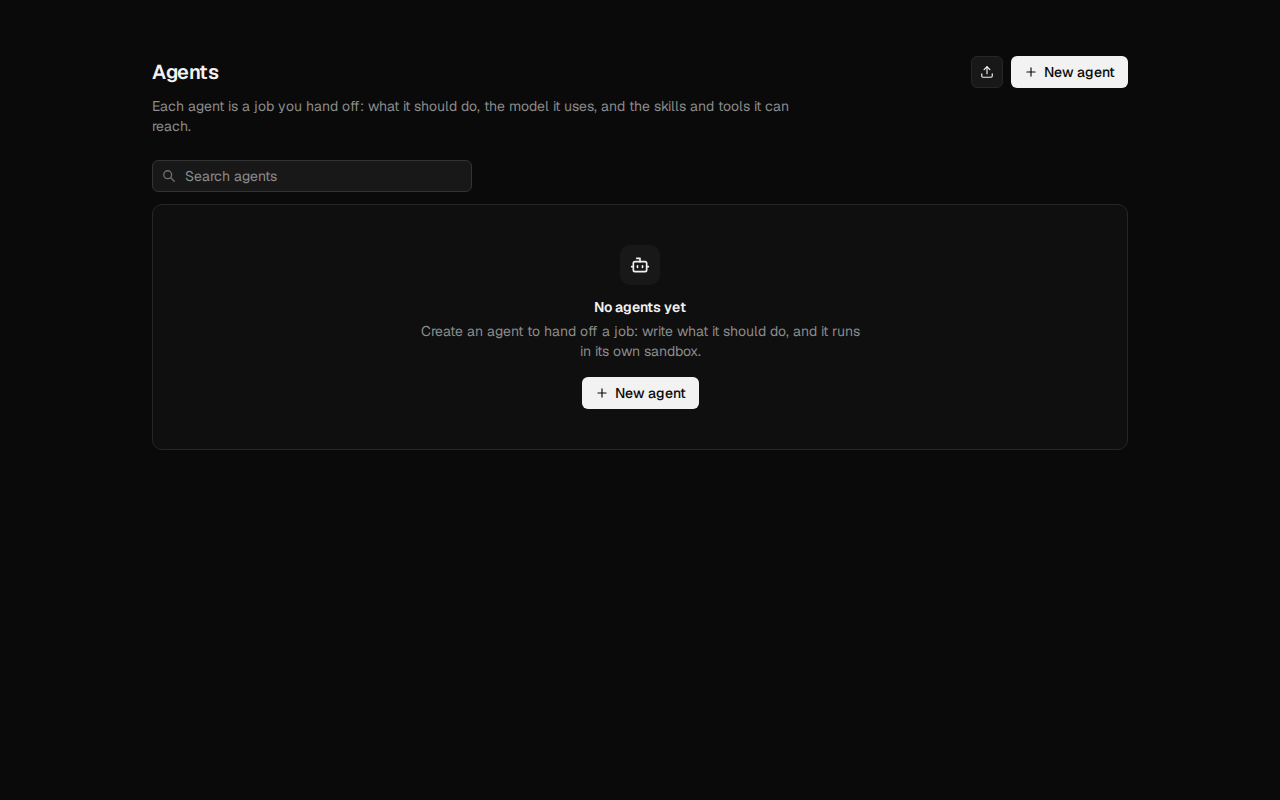 Agents
New agent
Each agent is a job you hand off: what it should do, the model it uses, and the skills and tools it can
reach.
Search agents
No agents yet
Create an agent to hand off a job: write what it should do, and it runs
in its own sandbox.
New agent